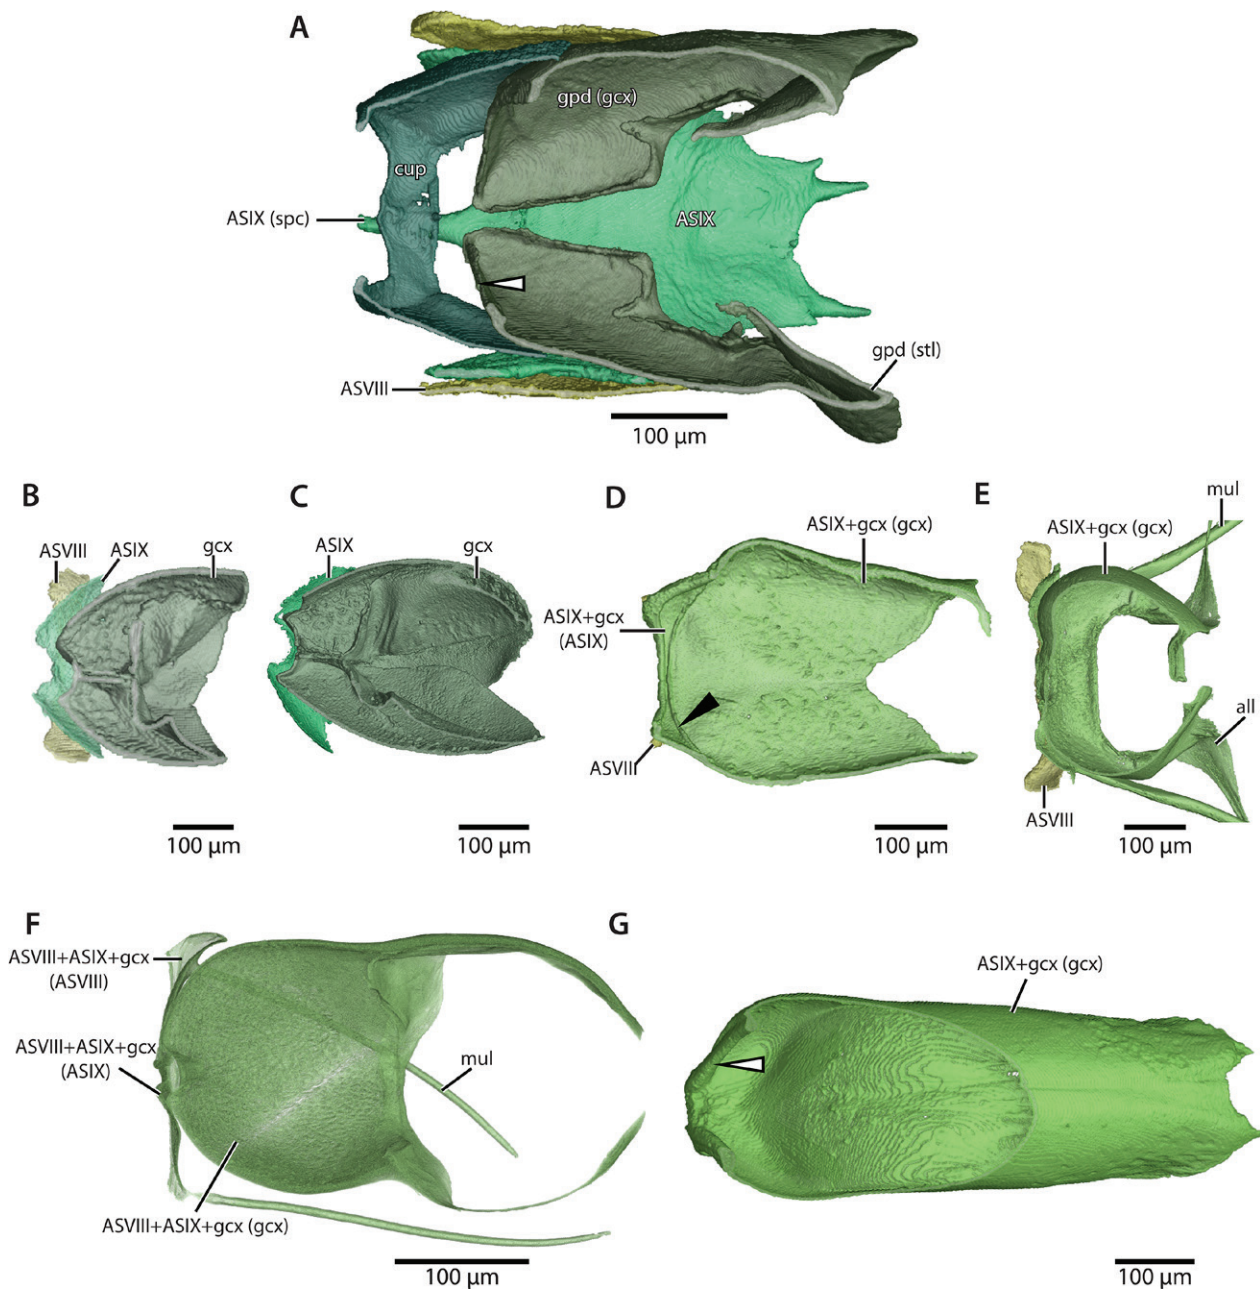 A
gpd (gcx)
cup
ASIX (spc)
ASIX
gpd (stl)
ASVIII
100 µm
B
ASVIII
ASIX
gcx
100 µm
C
ASIX
gcx
100 µm
D
ASIX+gcx (gcx)
ASIX+gcx
(ASIX)
ASVIII
100 µm
E
mul
ASIX+gcx (gcx)
all
ASVIII
100 µm
F
ASVIII+ASIX+gcx
(ASVIII)
ASVIII+ASIX+gcx
(ASIX)
mul
ASVIII+ASIX+gcx (gcx)
100 µm
G
ASIX+gcx (gcx)
100 µm